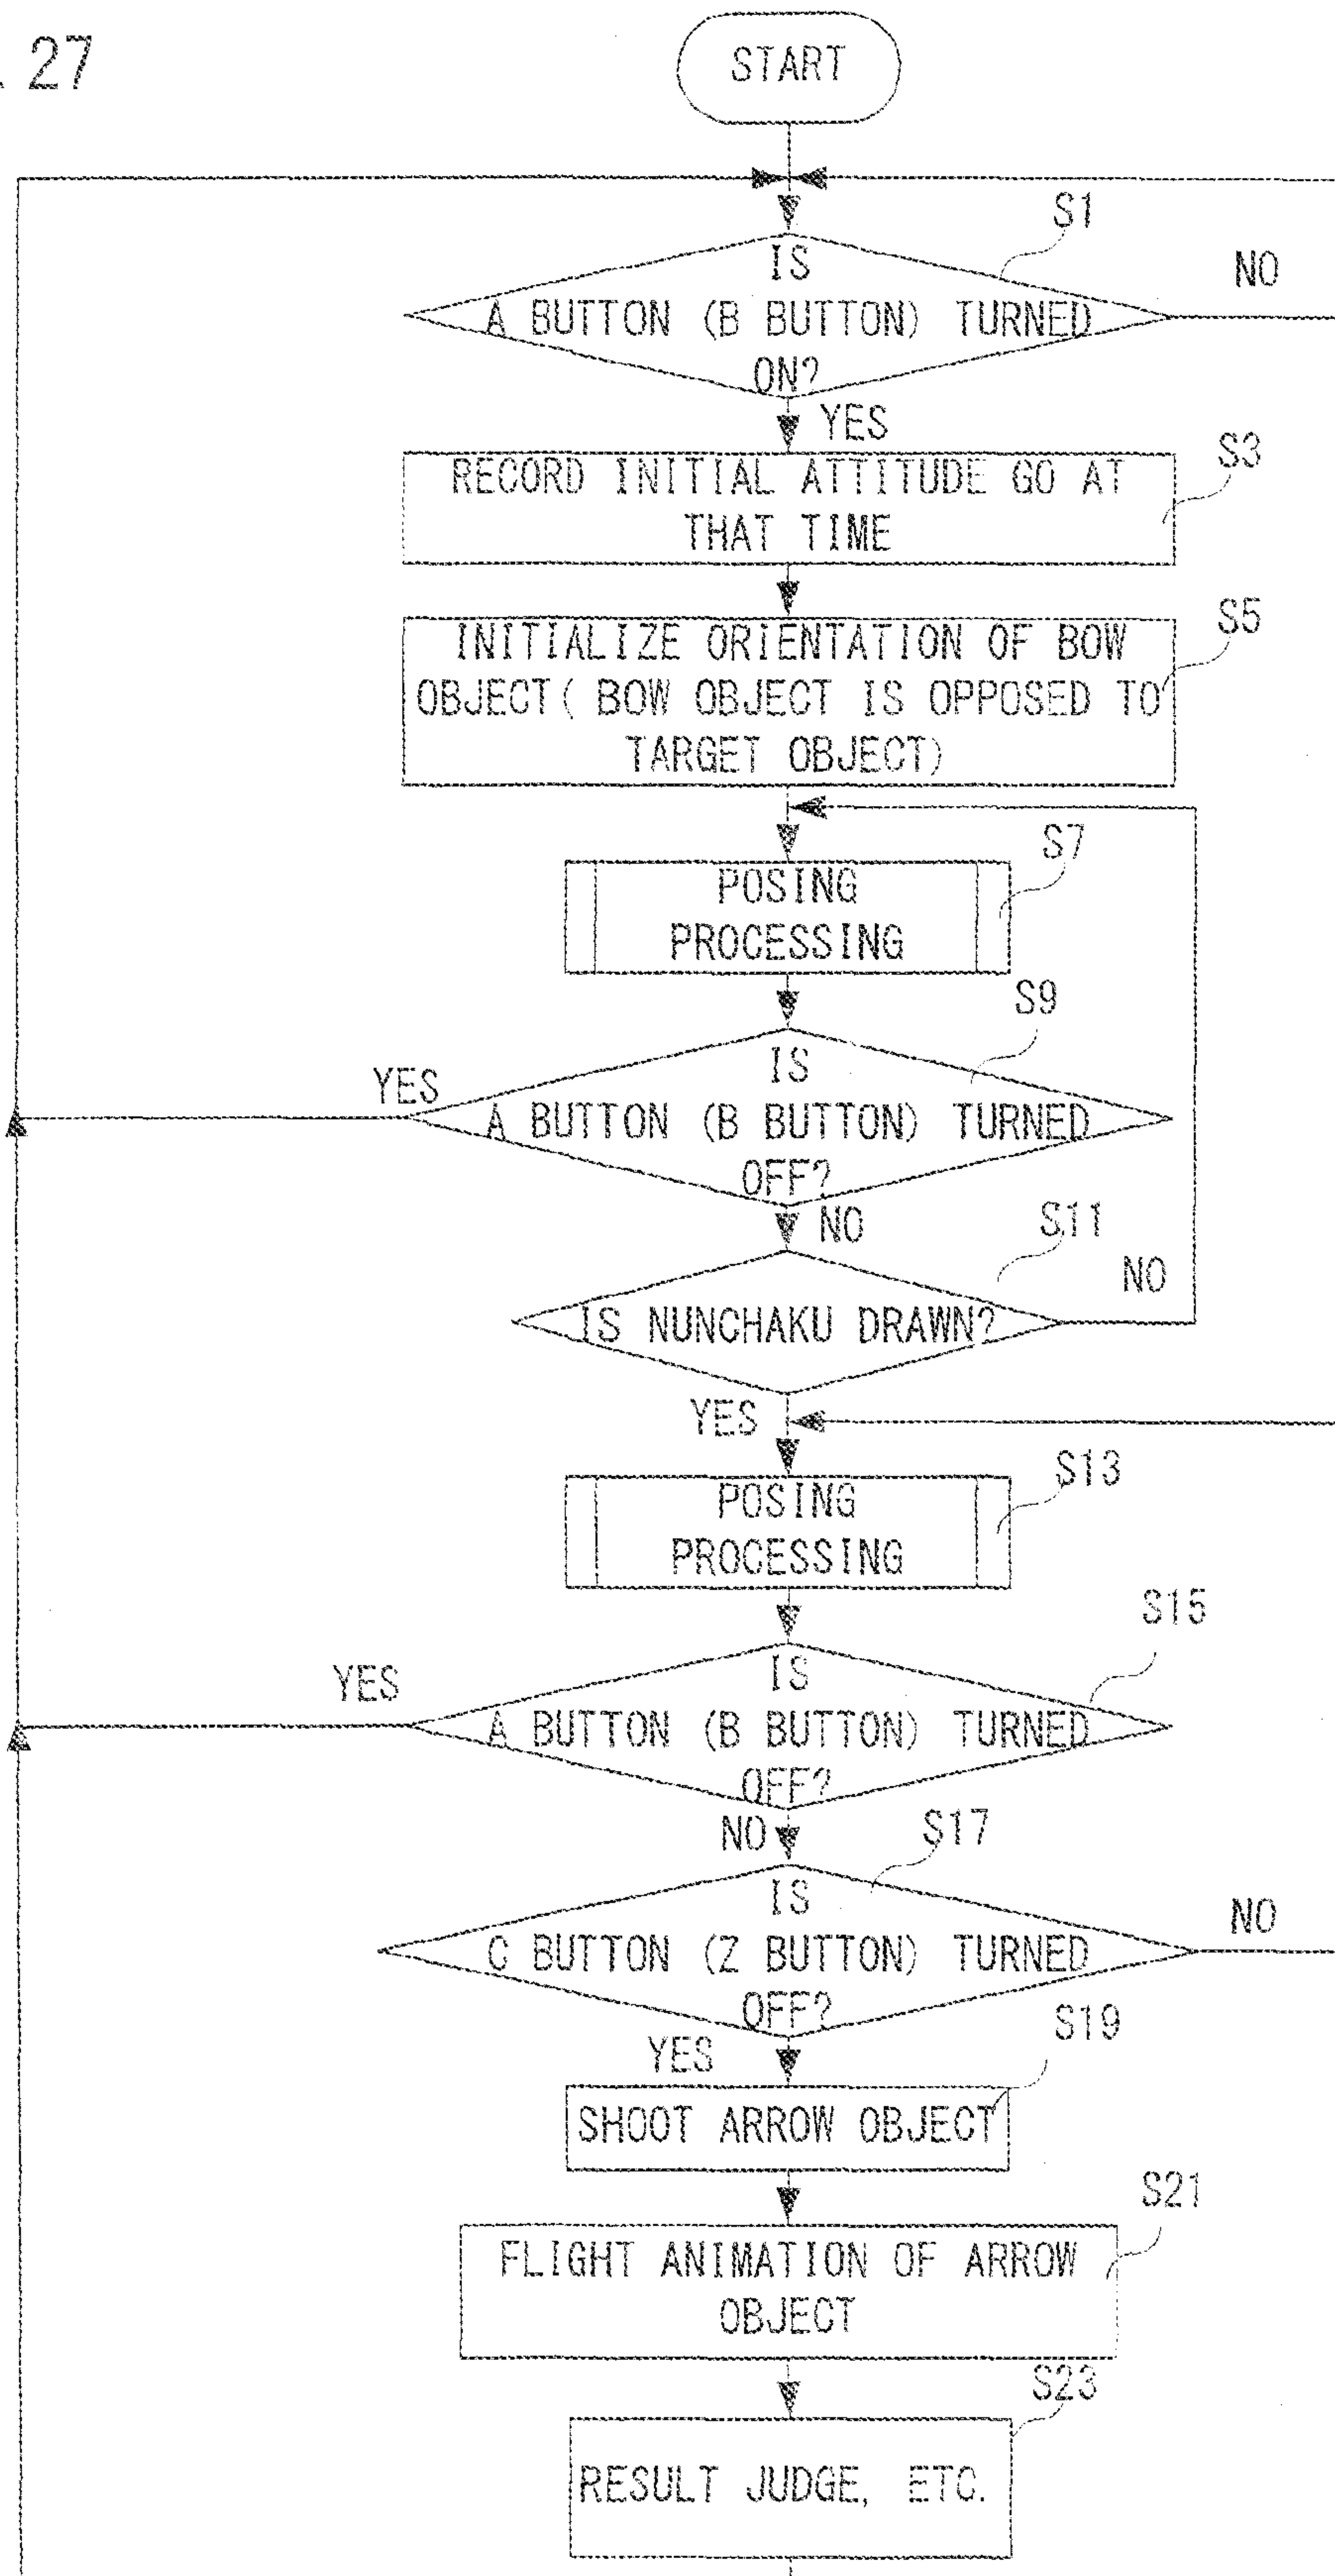 27
START
S1
IS
A BUTTON (B BUTTON) TURNED
ON?
NO
YES
S3
RECORD INITIAL ATTITUDE GO AT
THAT TIME
S5
INITIALIZE ORIENTATION OF BOW
OBJECT( BOW OBJECT IS OPPOSED TO
TARGET OBJECT)
S7
POSING
PROCESSING
S9
IS
A BUTTON (B BUTTON) TURNED
OFF?
YES
NO
S11
IS NUNCHAKU DRAWN?
NO
YES
S13
POSING
PROCESSING
S15
IS
A BUTTON (B BUTTON) TURNED
OFF?
YES
NO
S17
IS
C BUTTON (Z BUTTON) TURNED
OFF?
NO
YES
S19
SHOOT ARROW OBJECT
S21
FLIGHT ANIMATION OF ARROW
OBJECT
S23
RESULT JUDGE, ETC.